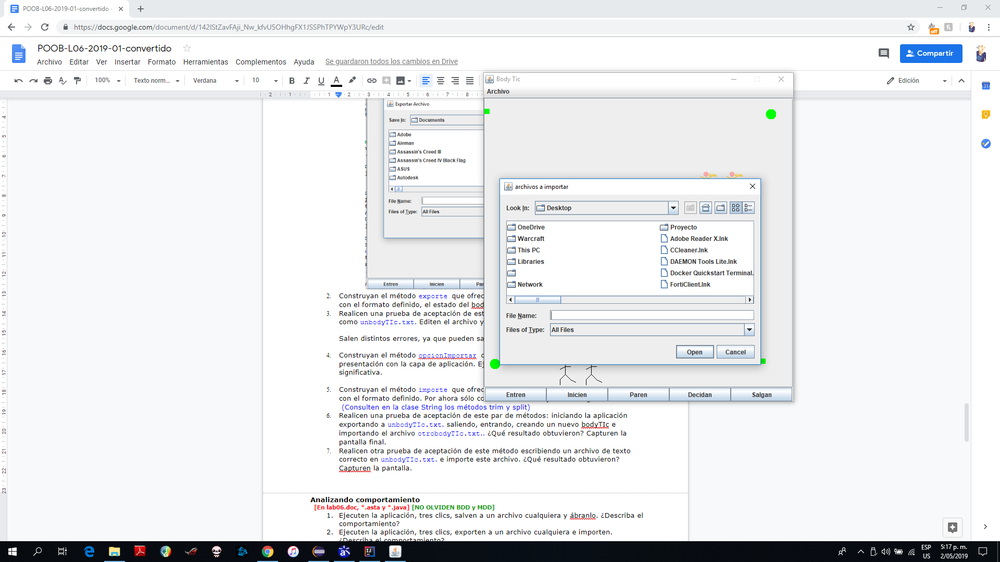 POOB-L06-2019-01-convertido
https://docs.google.com/document/d/142IStZavFAji_Nw_kfvU5OHhgFX1JSSPhTPYWpY3URc/edit
off
POOB-L06-2019-01-convertido
Compartir
Archivo Editar Ver Insertar Formato Herramientas Complementos Ayuda Se guardaron todos los cambios en Drive
100% Texto norm... Verdana 10 B I U A Edición
31
Exportar Archivo
Save In: Documents
Adobe
Aleman
Assassin's Creed III
Assassin's Creed IV Black Flag
ASUS
Autodesk
File Name:
Files of Type: All Files
Entren Inicien Par
2. Construyan el método exporte que ofrec
con el formato definido, el estado del bod
3. Realicen una prueba de aceptación de est
como unbodyTIc.txt. Editen el archivo y
Salen distintos errores, ya que pueden sa
4. Construyan el método opcionImportar
presentación con la capa de aplicación. Ej
significativa.
5. Construyan el método importe que ofrec
con el formato definido. Por ahora sólo co
(Consulten en la clase String los métodos trim y split)
6. Realicen una prueba de aceptación de este par de métodos: iniciando la aplicación
exportando a unbodyTIc.txt. saliendo, entrando, creando un nuevo bodyTIc e
importando el archivo otrobodyTIc.txt.. ¿Qué resultado obtuvieron? Capturen la
pantalla final.
7. Realicen otra prueba de aceptación de este método escribiendo un archivo de texto
correcto en unbodyTIc.txt. e importe este archivo. ¿Qué resultado obtuvieron?
Capturen la pantalla.
Analizando comportamiento
[En lab06.doc, *.asta y *.java] [NO OLVIDEN BDD y MDD]
1. Ejecuten la aplicación, tres clics, salven a un archivo cualquiera y ábranlo. ¿Describa el
comportamiento?
2. Ejecuten la aplicación, tres clics, exporten a un archivo cualquiera e importen.
¿Describa el comportamiento?
Body Tic
Archivo
Hola Hola
archivos a importar
Look In: Desktop
OneDrive
Warcraft
This PC
Libraries
Network
Proyecto
Adobe Reader X.lnk
CCleaner.lnk
DAEMON Tools Lite.lnk
Docker Quickstart Terminal.
FortiClient.lnk
File Name:
Files of Type: All Files
Open Cancel
Entren Inicien Paren Decidan Salgan
ESP
US
5:17 p. m.
2/05/2019